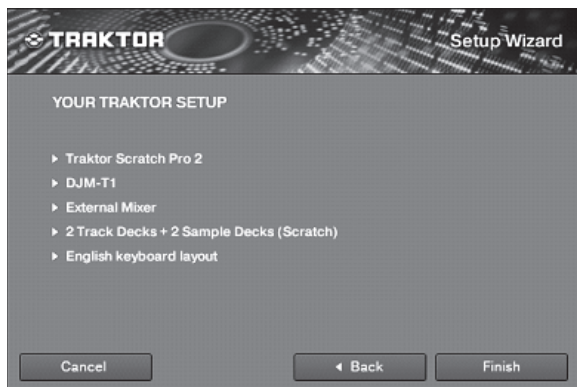 TRAKTOR
Setup Wizard
YOUR TRAKTOR SETUP
Traktor Scratch Pro 2
DJM-T1
External Mixer
2 Track Decks + 2 Sample Decks (Scratch)
English keyboard layout
Cancel
Back
Finish